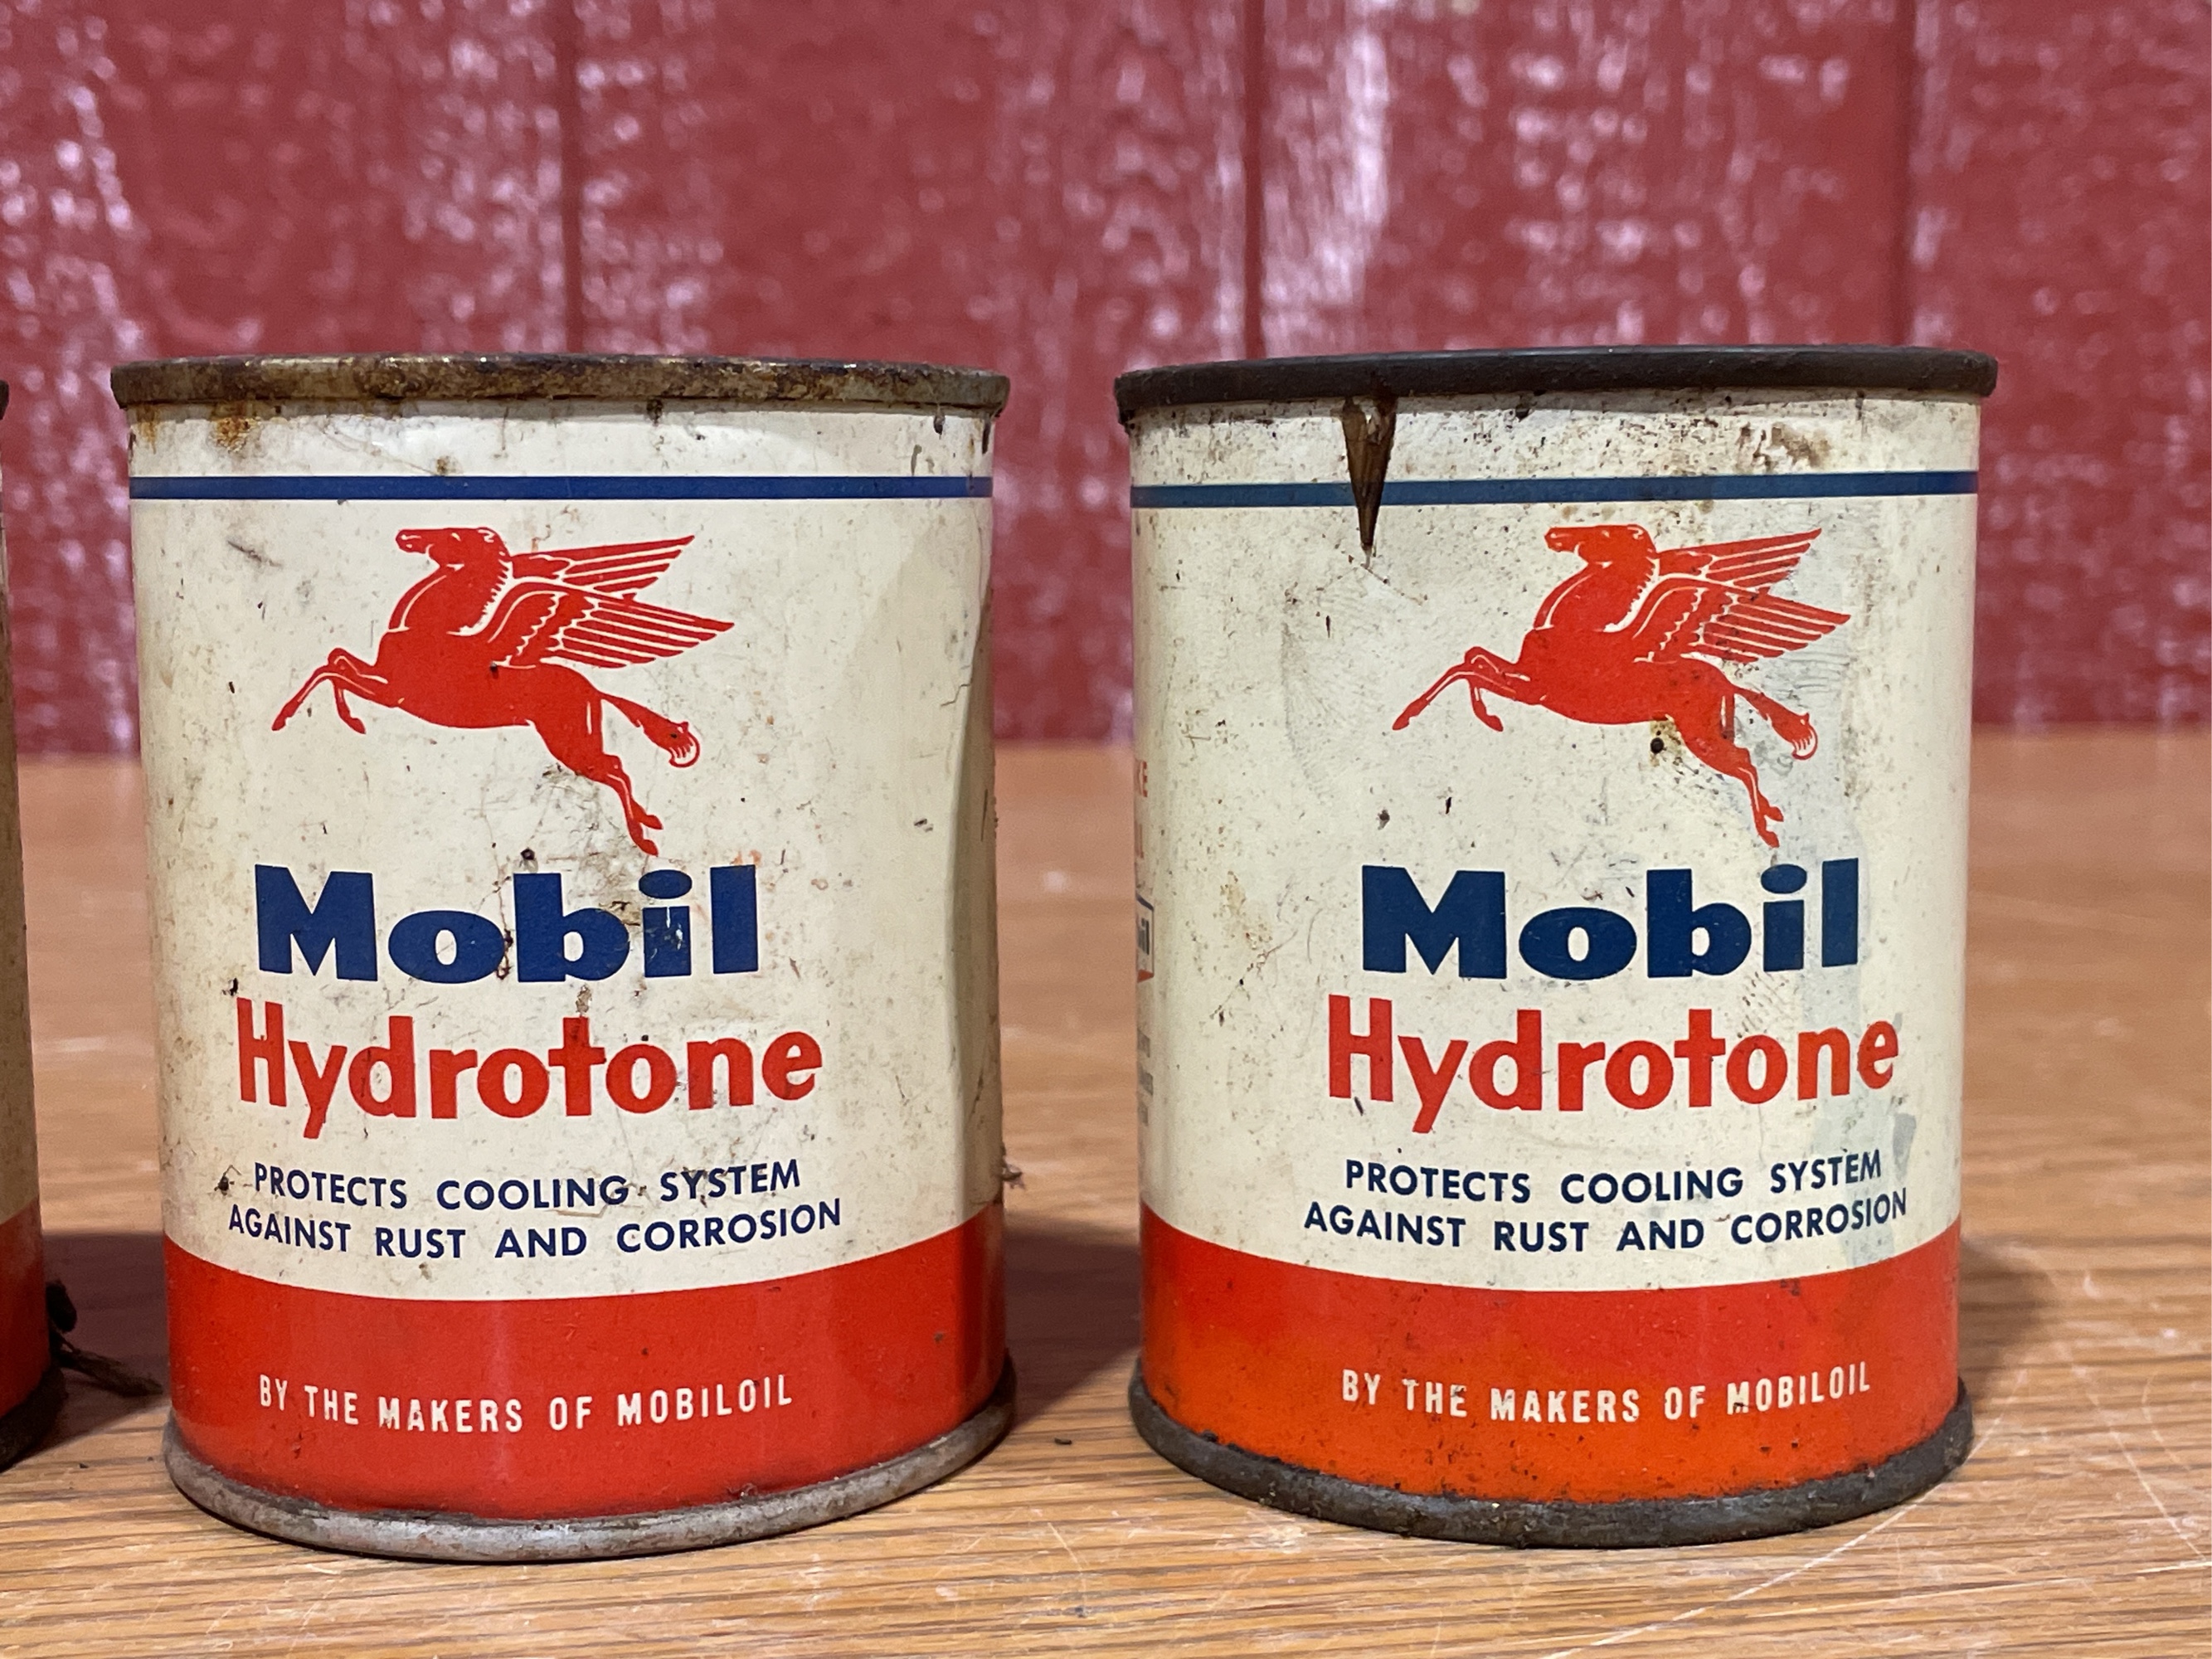 Mobil
Hydrotone
PROTECTS COOLING SYSTEM
AGAINST RUST AND CORROSION
BY THE MAKERS OF MOBILOIL
Mobil
Hydrotone
PROTECTS COOLING SYSTEM
AGAINST RUST AND CORROSION
BY THE MAKERS OF MOBILOIL